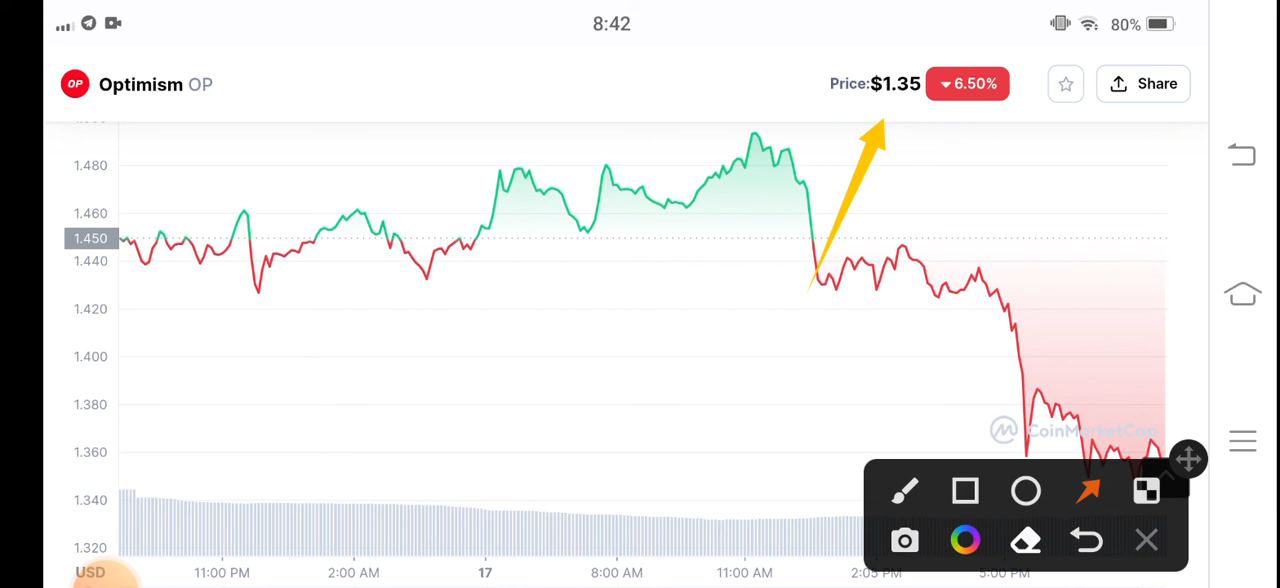 8:42
80%
OP Optimism OP
Price: $1.35 6.50%
Share
1.480
1.460
1.450
1.440
1.420
1.400
1.380
1.360
1.340
1.320
CoinMarketCap
USD 11:00 PM 2:00 AM 17 8:00 AM 11:00 AM 2:05 PM 5:00 PM